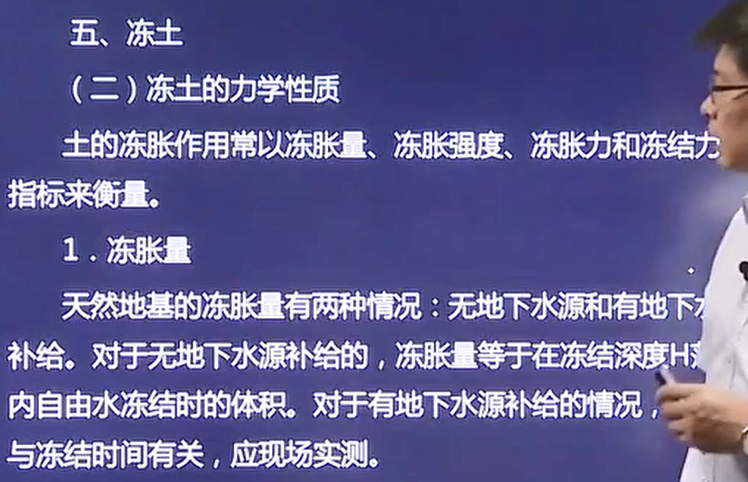 五、冻土
（二）冻土的力学性质
土的冻胀作用常以冻胀量、冻胀强度、冻胀力和冻结力
指标来衡量。
1．冻胀量
天然地基的冻胀量有两种情况：无地下水源和有地下水
补给。对于无地下水源补给的，冻胀量等于在冻结深度H
内自由水冻结时的体积。对于有地下水源补给的情况，
与冻结时间有关，应现场实测。